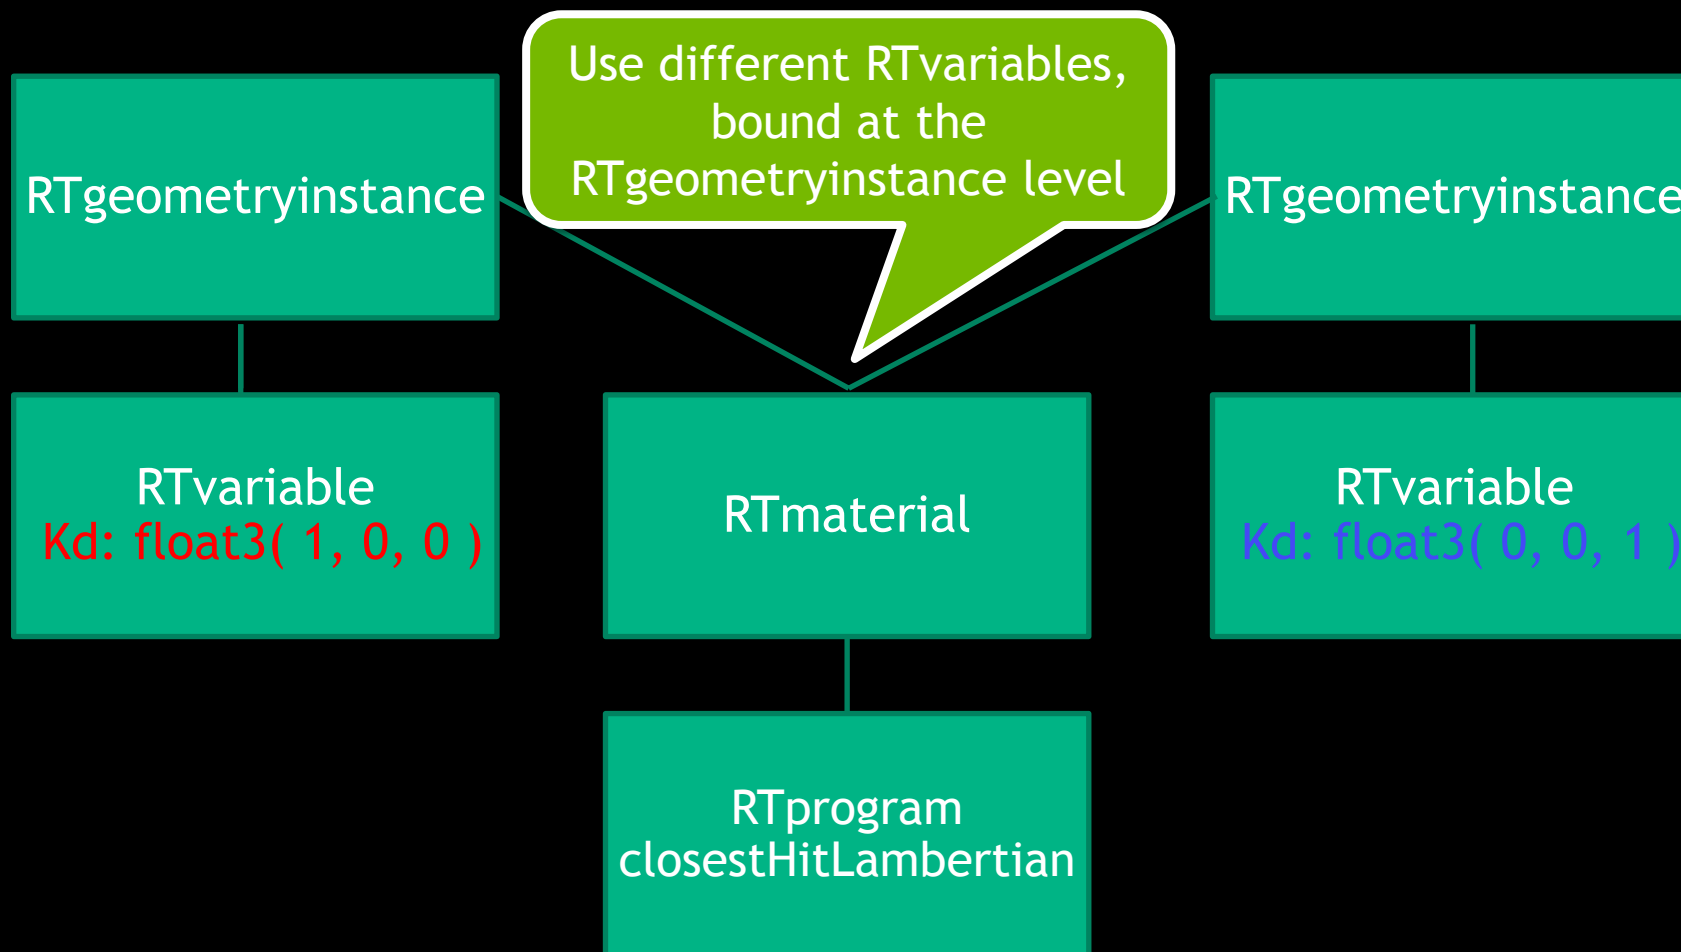 Use different RTvariables,
bound at the
RTgeometryinstance level
RTgeometryinstance
RTgeometryinstance
RTvariable
Kd: float3( 1, 0, 0 )
RTmaterial
RTvariable
Kd: float3( 0, 0, 1 )
RTprogram
closestHitLambertian